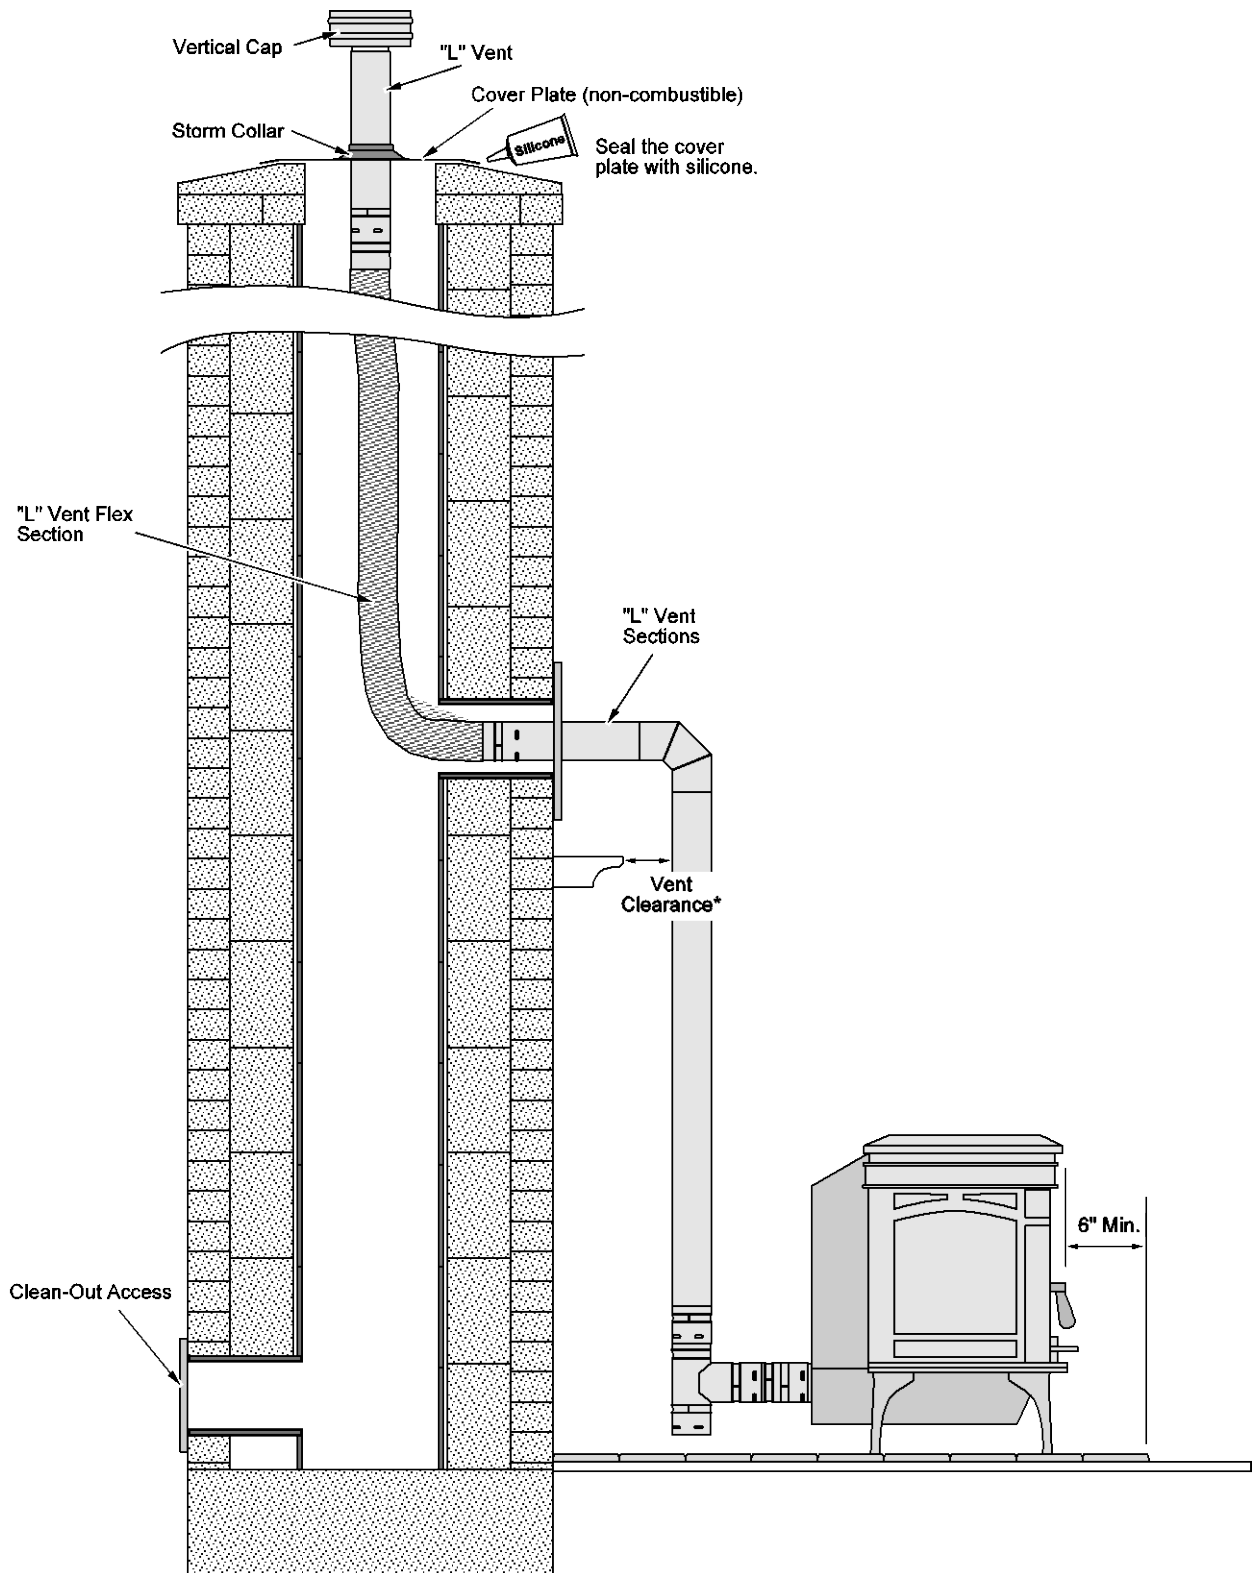 Vertical Cap
"L" Vent
Cover Plate (non-combustible)
Storm Collar
Silicone
Seal the cover
plate with silicone.
"L" Vent Flex
Section
"L" Vent
Sections
Vent
Clearance*
6" Min.
Clean-Out Access